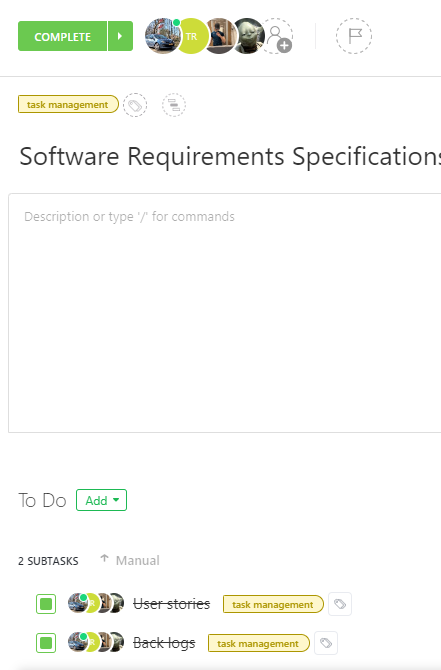 COMPLETE
TR
task management
Software Requirements Specifications
Description or type '/' for commands
To Do Add
2 SUBTASKS Manual
User stories task management
Back logs task management